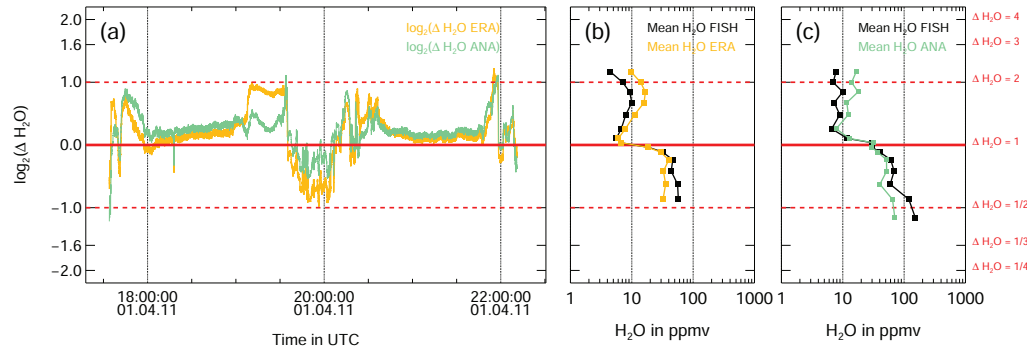 (a)
log₂(Δ H₂O ERA)
log₂(Δ H₂O ANA)
log₂(Δ H₂O)
2.0
1.6
1.0
0.0
−1.0
−1.6
−2.0
18:00:00
01.04.11
20:00:00
01.04.11
22:00:00
01.04.11
Time in UTC
(b)
Mean H₂O FISH
Mean H₂O ERA
1 10 100 1000
H₂O in ppmv
(c)
Mean H₂O FISH
Mean H₂O ANA
1 10 100 1000
H₂O in ppmv
Δ H₂O = 4
Δ H₂O = 3
Δ H₂O = 2
Δ H₂O = 1
Δ H₂O = 1/2
Δ H₂O = 1/3
Δ H₂O = 1/4